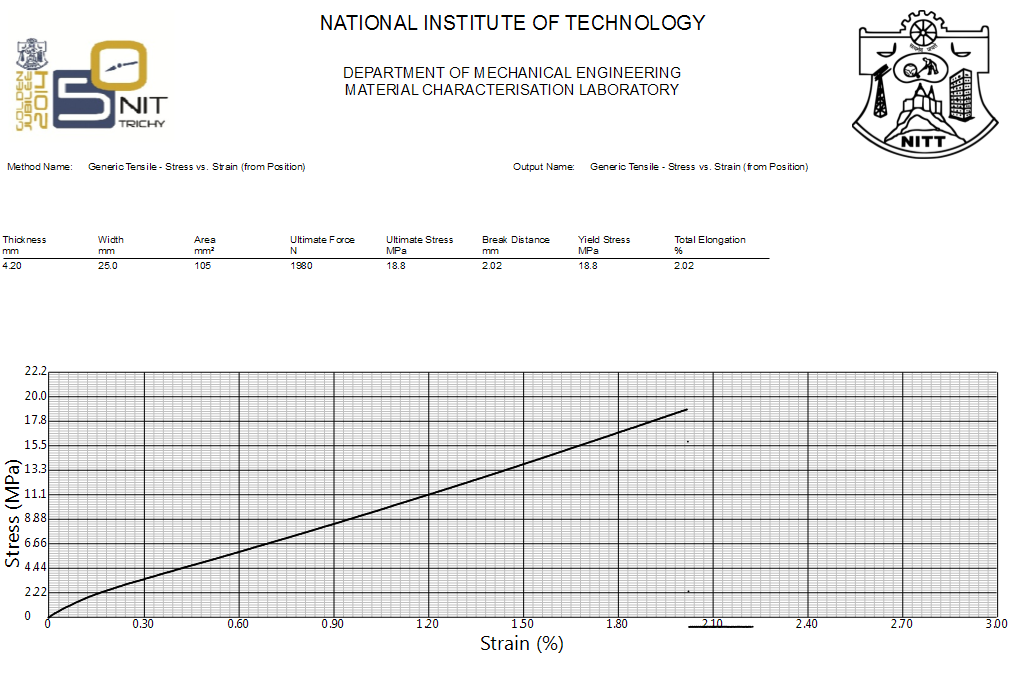 NATIONAL INSTITUTE OF TECHNOLOGY
DEPARTMENT OF MECHANICAL ENGINEERING
MATERIAL CHARACTERISATION LABORATORY
GOLDEN
JUBILEE
2014
50
NIT
TRICHY
NITT
Method Name: Generic Tensile - Stress vs. Strain (from Position)
Output Name: Generic Tensile - Stress vs. Strain (from Position)
Thickness Width Area Ultimate Force Ultimate Stress Break Distance Yield Stress Total Elongation
mm mm mm² N MPa mm MPa %
4.20 25.0 105 1980 18.8 2.02 18.8 2.02
22.2
20.0
17.8
15.5
13.3
11.1
8.88
6.66
4.44
2.22
0
Stress (MPa)
0 0.30 0.60 0.90 1.20 1.50 1.80 2.10 2.40 2.70 3.00
Strain (%)